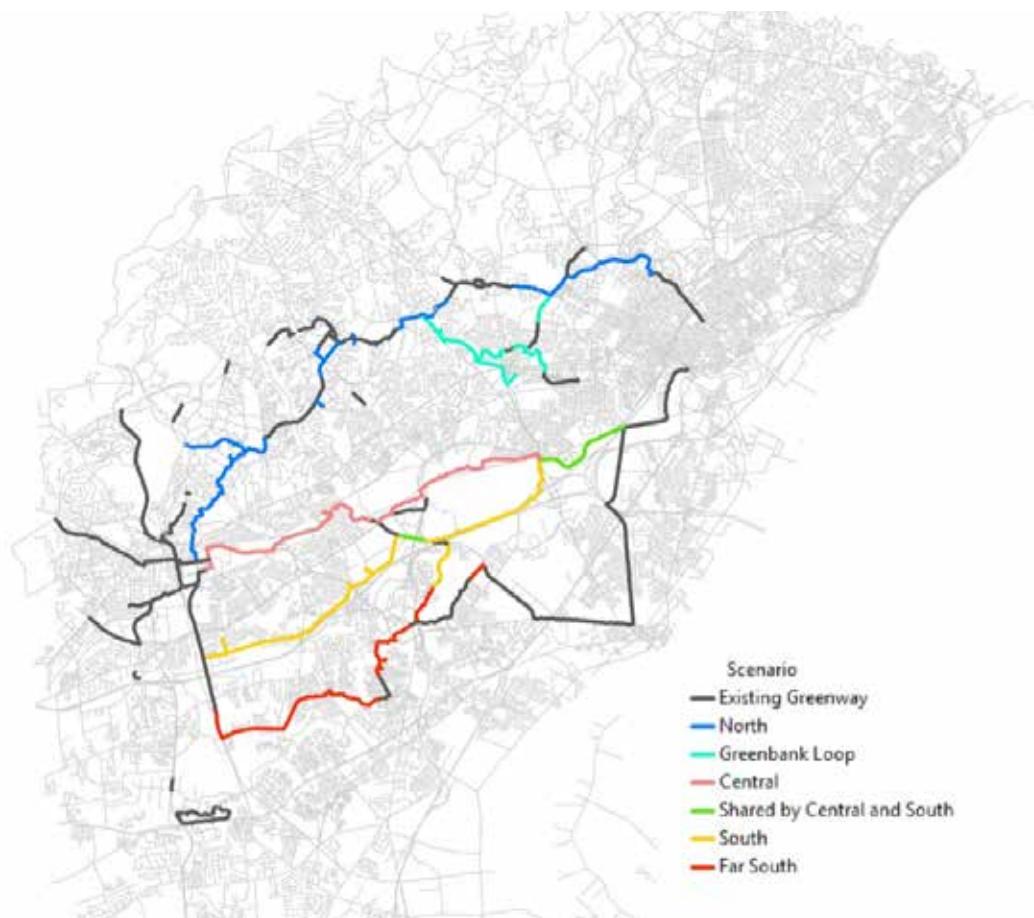 Scenario
Existing Greenway
North
Greenbank Loop
Central
Shared by Central and South
South
Far South